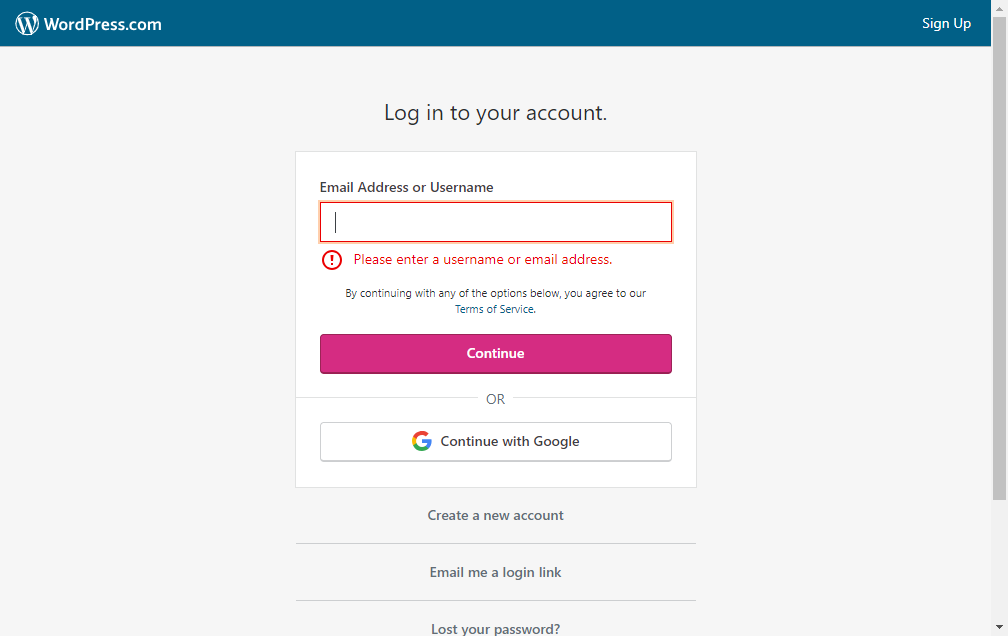 WordPress.com
Sign Up
Log in to your account.
Email Address or Username
Please enter a username or email address.
By continuing with any of the options below, you agree to our
Terms of Service.
Continue
OR
Continue with Google
Create a new account
Email me a login link
Lost your password?